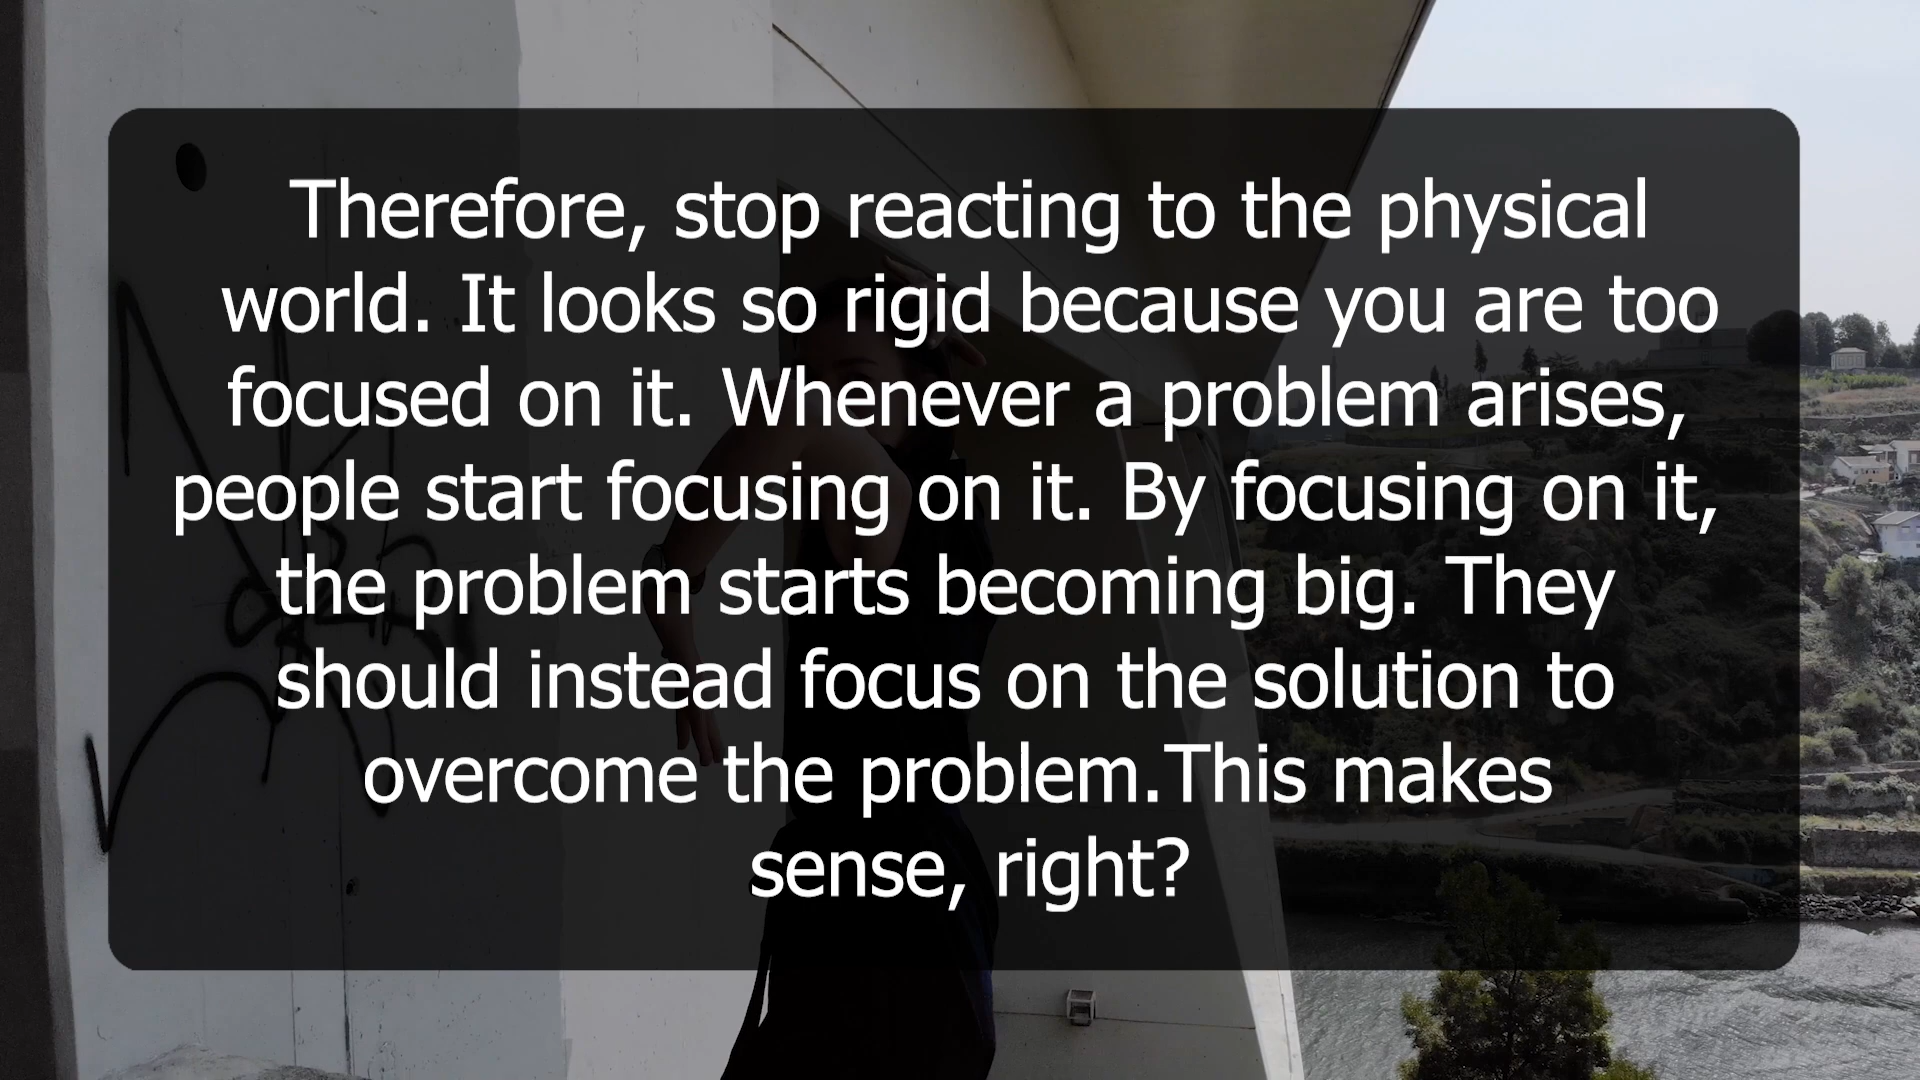 Therefore, stop reacting to the physical
world. It looks so rigid because you are too
focused on it. Whenever a problem arises,
people start focusing on it. By focusing on it,
the problem starts becoming big. They
should instead focus on the solution to
overcome the problem.This makes
sense, right?